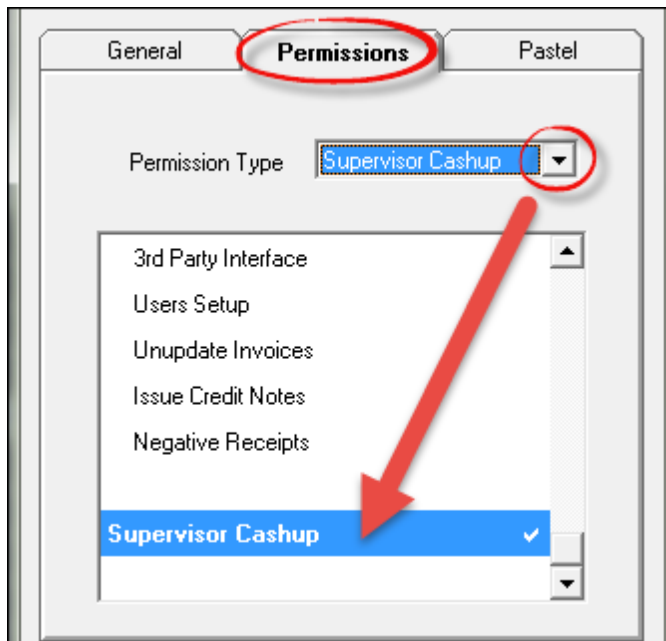 General Permissions Pastel
Permission Type Supervisor Cashup
3rd Party Interface
Users Setup
Unupdate Invoices
Issue Credit Notes
Negative Receipts
Supervisor Cashup